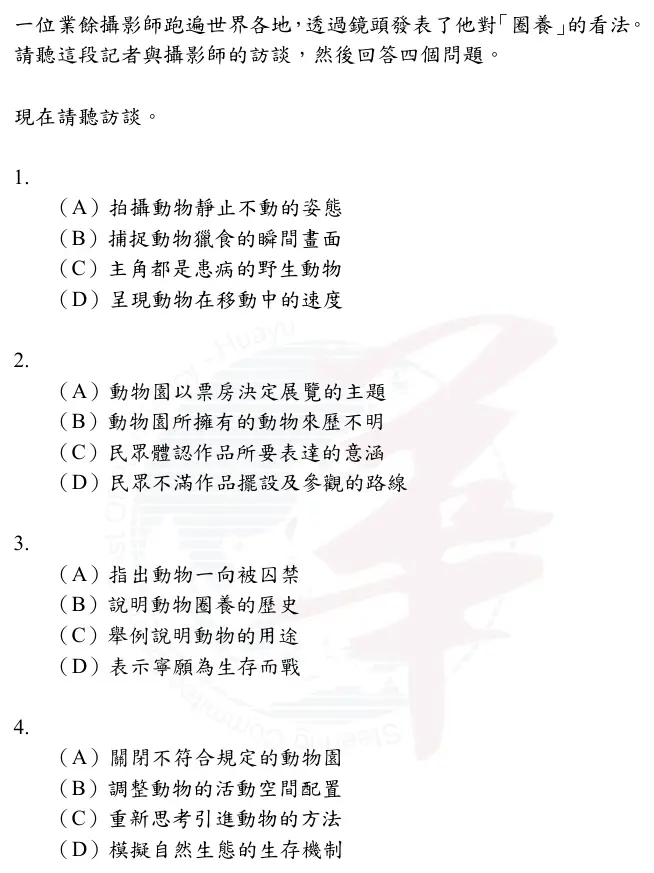 一位業餘攝影師跑遍世界各地，透過鏡頭發表了他對「圈養」的看法。
請聽這段記者與攝影師的訪談，然後回答四個問題。
現在請聽訪談。
1.
（A）拍攝動物靜止不動的姿態
（B）捕捉動物獵食的瞬間畫面
（C）主角都是患病的野生動物
（D）呈現動物在移動中的速度
2.
（A）動物園以票房決定展覽的主題
（B）動物園所擁有的動物來歷不明
（C）民眾體認作品所要表達的意涵
（D）民眾不滿作品擺設及參觀的路線
3.
（A）指出動物一向被囚禁
（B）說明動物圈養的歷史
（C）舉例說明動物的用途
（D）表示寧願為生存而戰
4.
（A）關閉不符合規定的動物園
（B）調整動物的活動空間配置
（C）重新思考引進動物的方法
（D）模擬自然生態的生存機制
華